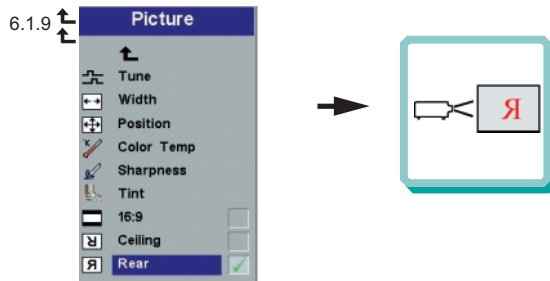 6.1.9
Picture
Tune
Width
Position
Color Temp
Sharpness
Tint
16:9
ᴚ Ceiling
Я Rear
Я